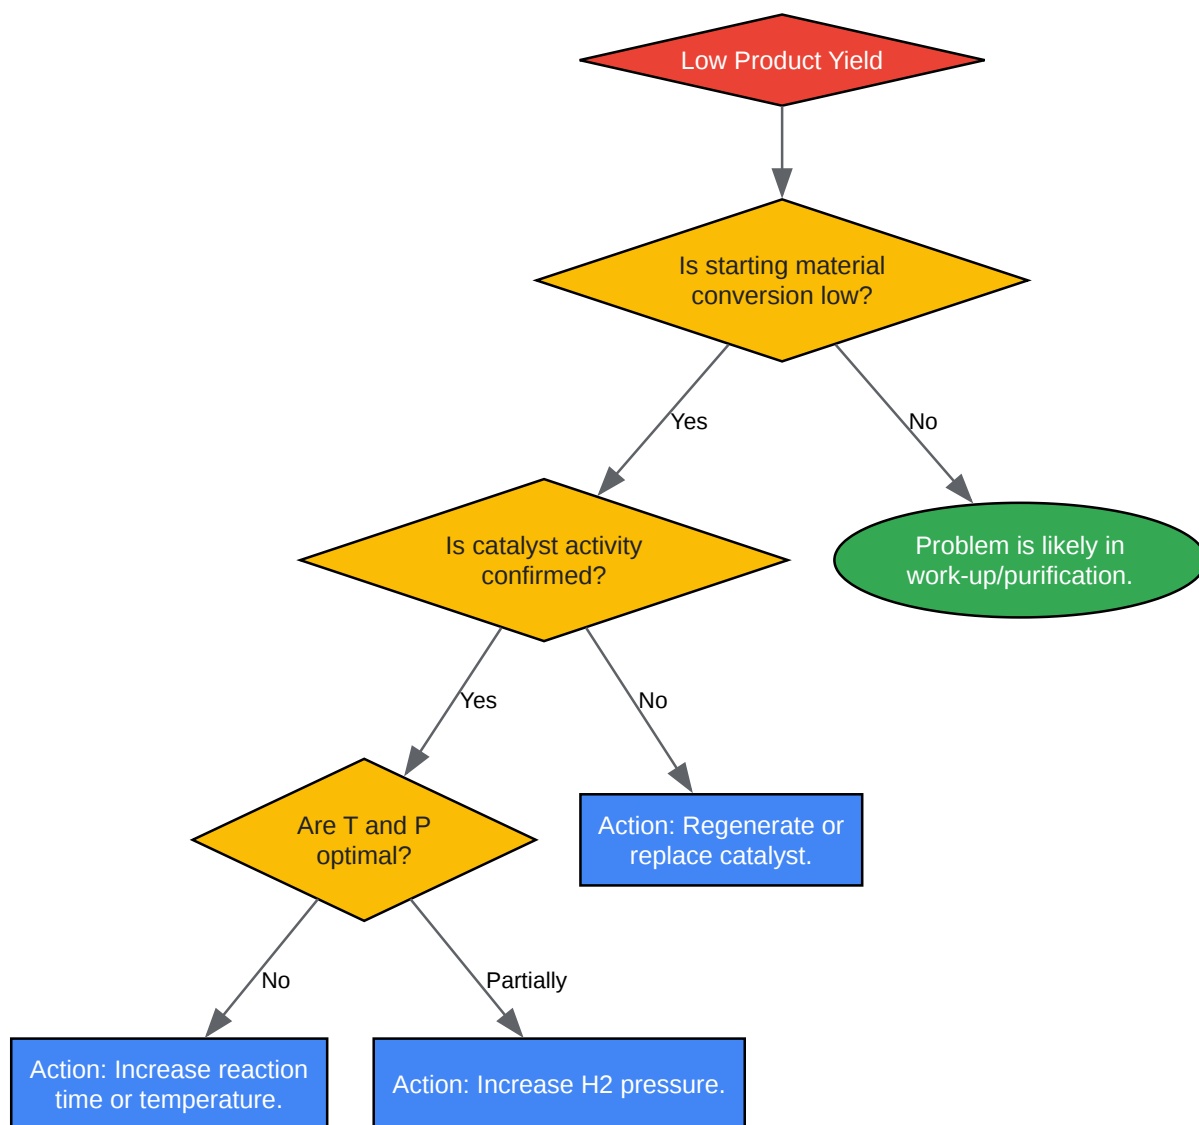 Low Product Yield
Is starting material
conversion low?
Yes
No
Is catalyst activity
confirmed?
Problem is likely in
work-up/purification.
Yes
No
Are T and P
optimal?
Action: Regenerate or
replace catalyst.
No
Partially
Action: Increase reaction
time or temperature.
Action: Increase H2 pressure.